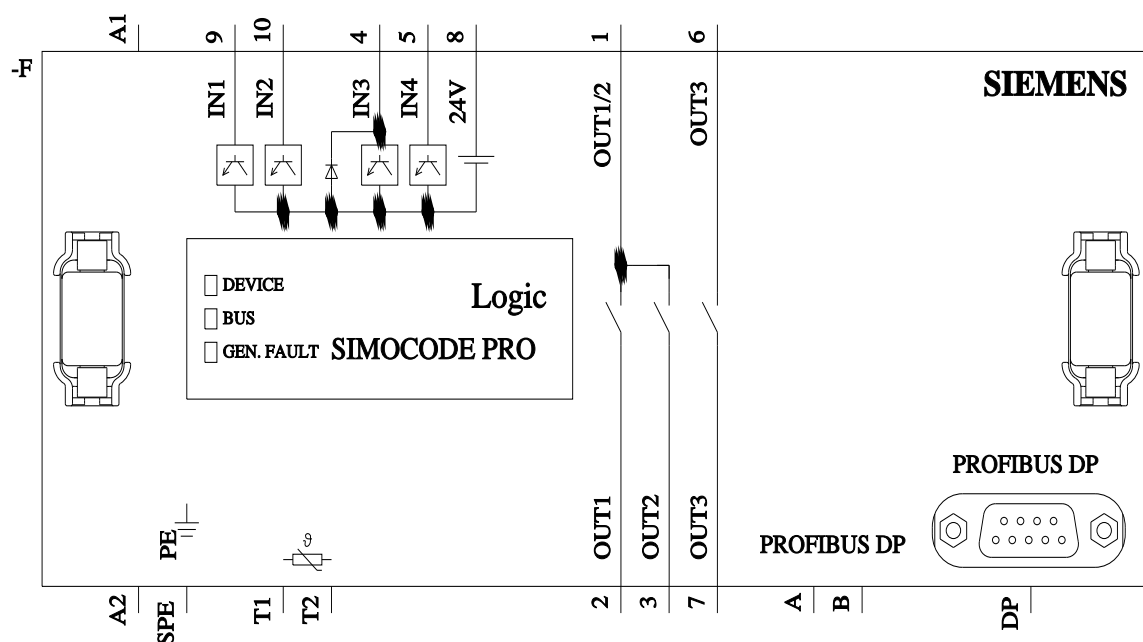 A1 9 10 4 5 8 1 6
-F
IN1 IN2 IN3 IN4 24V OUT1/2 OUT3
SIEMENS
DEVICE
BUS
GEN. FAULT
Logic
SIMOCODE PRO
PROFIBUS DP
PE
ϑ
OUT1 OUT2 OUT3
PROFIBUS DP
A2 SPE T1 T2 2 3 7 A B DP